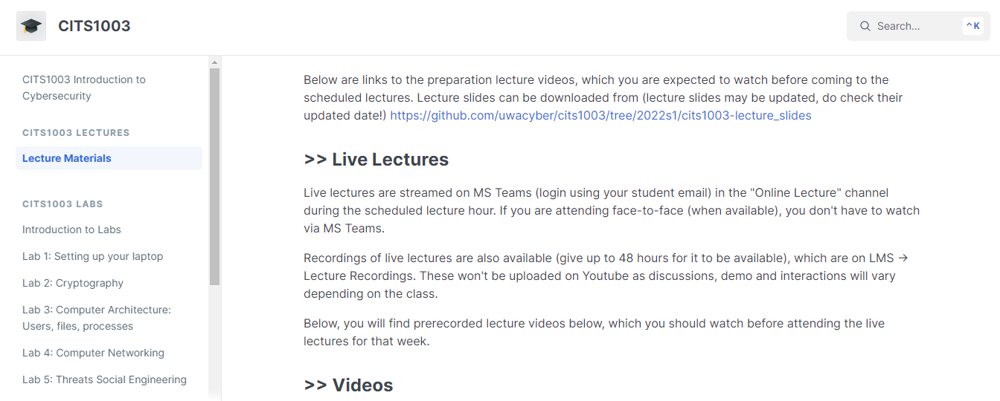 CITS1003
Search...
^K
CITS1003 Introduction to
Cybersecurity
CITS1003 LECTURES
Lecture Materials
CITS1003 LABS
Introduction to Labs
Lab 1: Setting up your laptop
Lab 2: Cryptography
Lab 3: Computer Architecture:
Users, files, processes
Lab 4: Computer Networking
Lab 5: Threats Social Engineering
Below are links to the preparation lecture videos, which you are expected to watch before coming to the
scheduled lectures. Lecture slides can be downloaded from (lecture slides may be updated, do check their
updated date!) https://github.com/uwacyber/cits1003/tree/2022s1/cits1003-lecture_slides
>> Live Lectures
Live lectures are streamed on MS Teams (login using your student email) in the "Online Lecture" channel
during the scheduled lecture hour. If you are attending face-to-face (when available), you don't have to watch
via MS Teams.
Recordings of live lectures are also available (give up to 48 hours for it to be available), which are on LMS →
Lecture Recordings. These won't be uploaded on Youtube as discussions, demo and interactions will vary
depending on the class.
Below, you will find prerecorded lecture videos below, which you should watch before attending the live
lectures for that week.
>> Videos